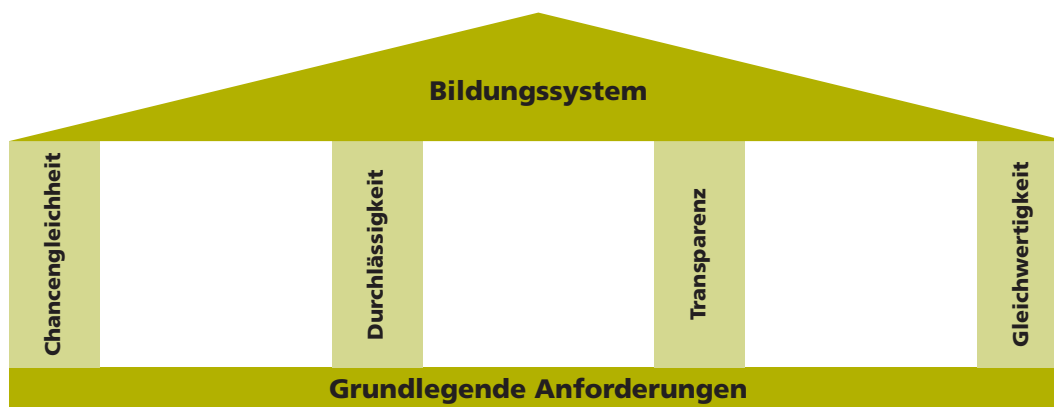 Bildungssystem
Chancengleichheit
Durchlässigkeit
Transparenz
Gleichwertigkeit
Grundlegende Anforderungen